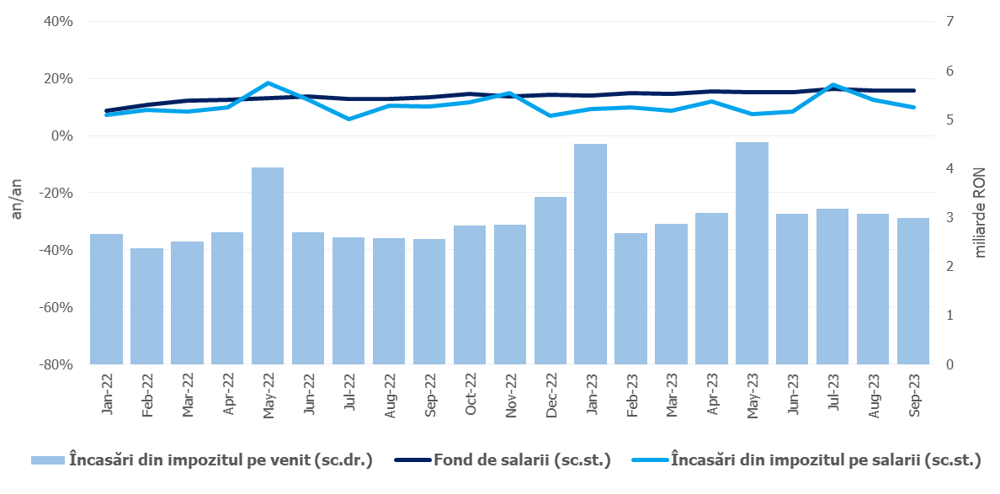 40%
20%
0%
-20%
-40%
-60%
-80%
an/an
7
6
5
4
3
2
1
0
miliarde RON
Jan-22
Feb-22
Mar-22
Apr-22
May-22
Jun-22
Jul-22
Aug-22
Sep-22
Oct-22
Nov-22
Dec-22
Jan-23
Feb-23
Mar-23
Apr-23
May-23
Jun-23
Jul-23
Aug-23
Sep-23
Încasări din impozitul pe venit (sc.dr.) Fond de salarii (sc.st.) Încasări din impozitul pe salarii (sc.st.)